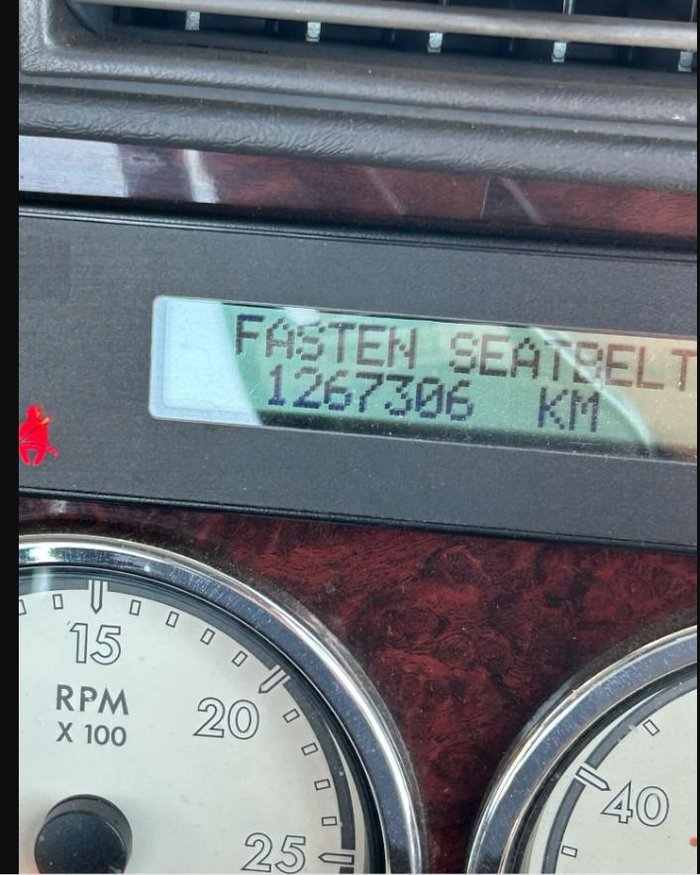 FASTEN SEATBELT
1267306 KM
15
RPM
X 100
20
25
40